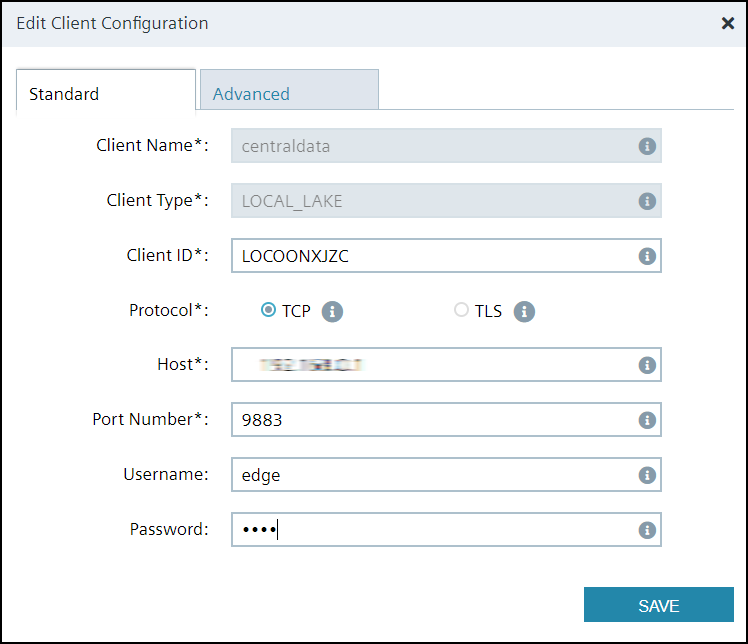 Edit Client Configuration
Standard
Advanced
Client Name*:
centraldata
Client Type*:
LOCAL_LAKE
Client ID*:
LOCOONXJZC
Protocol*:
TCP
TLS
Host*:
Port Number*:
9883
Username:
edge
Password:
••••
SAVE